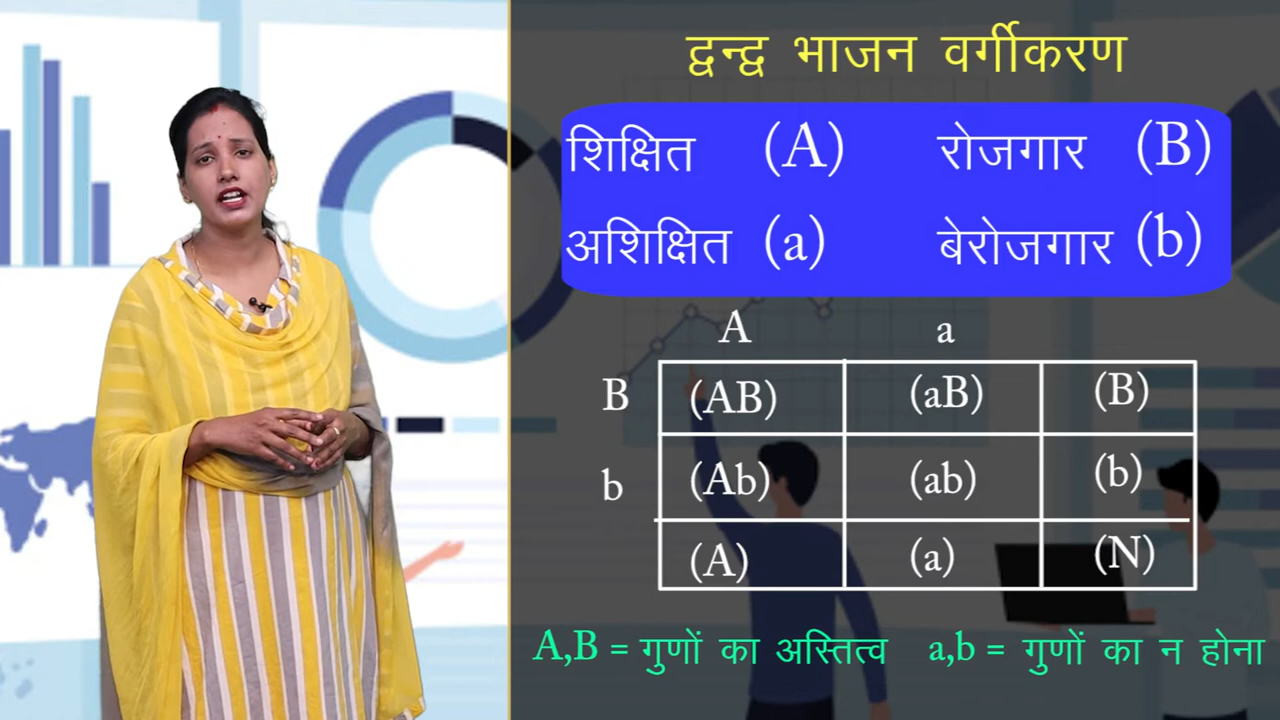 द्वन्द्व भाजन वर्गीकरण
शिक्षित (A) रोजगार (B)
अशिक्षित (a) बेरोजगार (b)
A a
B (AB) (aB) (B)
b (Ab) (ab) (b)
(A) (a) (N)
A,B = गुणों का अस्तित्व a,b = गुणों का न होना